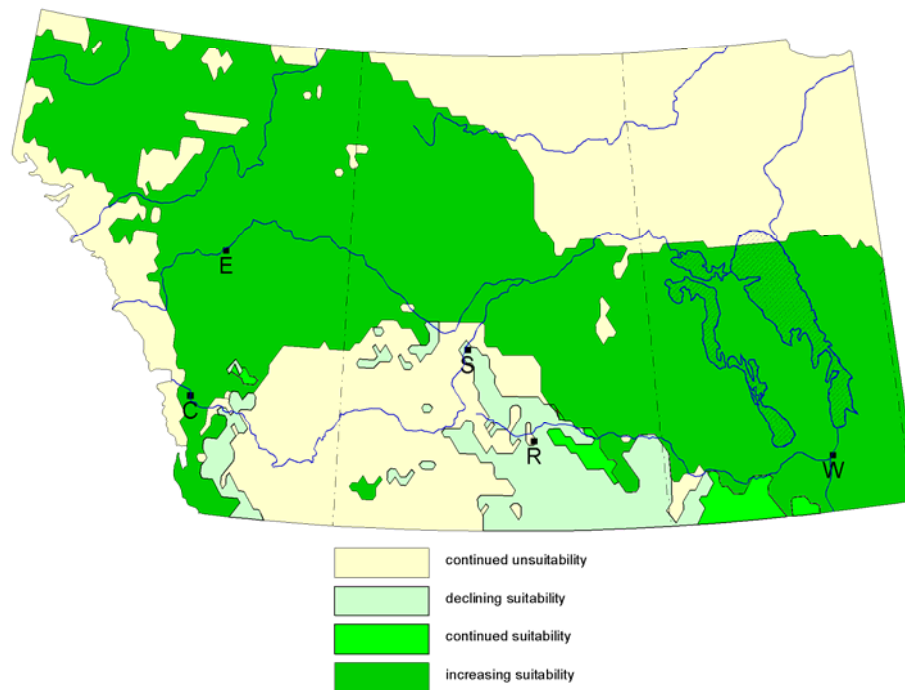 E
S
C
R
W
continued unsuitability
declining suitability
continued suitability
increasing suitability